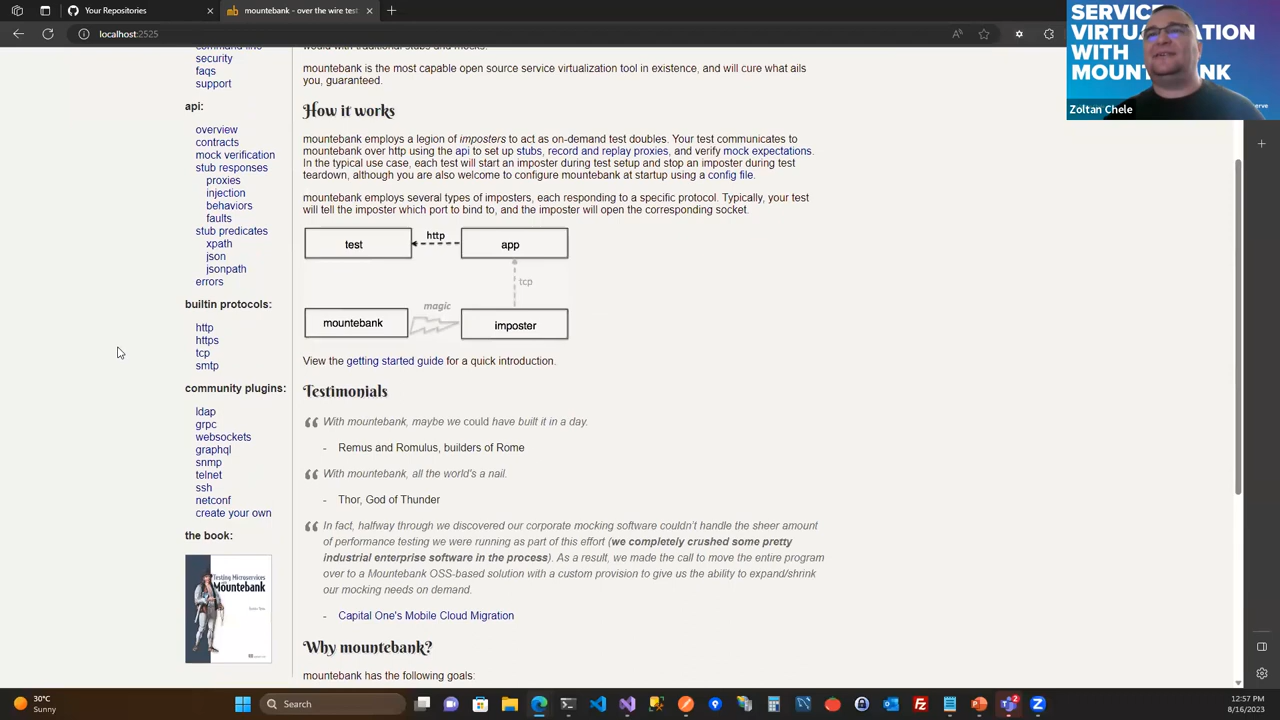 Your Repositories
mountebank - over the wire test
localhost:2525
SERVICE
VIRTUALIZATION
WITH
MOUNTEBANK
Zoltan Chele
command line
security
faqs
support
api:
overview
contracts
mock verification
stub responses
proxies
injection
behaviors
faults
stub predicates
xpath
json
jsonpath
errors
builtin protocols:
http
https
tcp
smtp
community plugins:
ldap
grpc
websockets
graphql
snmp
telnet
ssh
netconf
create your own
the book:
Testing Microservices
Mountebank
would with traditional stubs and mocks.
mountebank is the most capable open source service virtualization tool in existence, and will cure what ails
you, guaranteed.
How it works
mountebank employs a legion of imposters to act as on-demand test doubles. Your test communicates to
mountebank over http using the api to set up stubs, record and replay proxies, and verify mock expectations.
In the typical use case, each test will start an imposter during test setup and stop an imposter during test
teardown, although you are also welcome to configure mountebank at startup using a config file.
mountebank employs several types of imposters, each responding to a specific protocol. Typically, your test
will tell the imposter which port to bind to, and the imposter will open the corresponding socket.
test
http
app
tcp
mountebank
magic
imposter
View the getting started guide for a quick introduction.
Testimonials
With mountebank, maybe we could have built it in a day.
- Remus and Romulus, builders of Rome
With mountebank, all the world's a nail.
- Thor, God of Thunder
In fact, halfway through we discovered our corporate mocking software couldn't handle the sheer amount
of performance testing we were running as part of this effort (we completely crushed some pretty
industrial enterprise software in the process). As a result, we made the call to move the entire program
over to a Mountebank OSS-based solution with a custom provision to give us the ability to expand/shrink
our mocking needs on demand.
- Capital One's Mobile Cloud Migration
Why mountebank?
mountebank has the following goals:
30°C
Sunny
Search
12:57 PM
8/16/2023